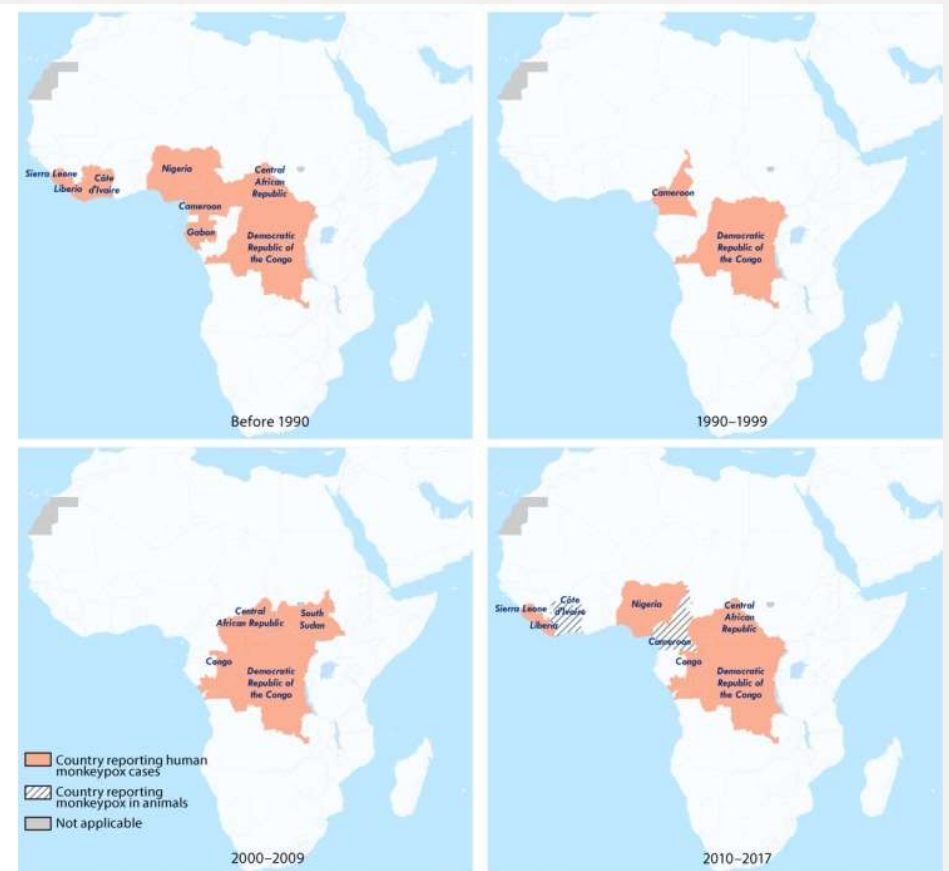 Sierra Leone
Liberia
Côte
d'Ivoire
Nigeria
Cameroon
Gabon
Central
African
Republic
Democratic
Republic of
the Congo
Before 1990
Cameroon
Democratic
Republic of
the Congo
1990–1999
Central
African Republic
South
Sudan
Congo
Democratic
Republic of
the Congo
Country reporting human
monkeypox cases
Country reporting
monkeypox in animals
Not applicable
2000–2009
Sierra Leone
Liberia
Côte
d'Ivoire
Nigeria
Cameroon
Central
African
Republic
Congo
Democratic
Republic of
the Congo
2010–2017